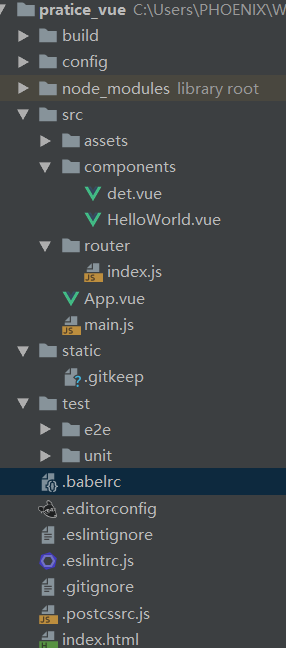 pratice_vue C:\Users\PHOENIX\W
build
config
node_modules library root
src
assets
components
det.vue
HelloWorld.vue
router
index.js
App.vue
main.js
static
.gitkeep
test
e2e
unit
.babelrc
.editorconfig
.eslintignore
.eslintrc.js
.gitignore
.postcssrc.js
index.html